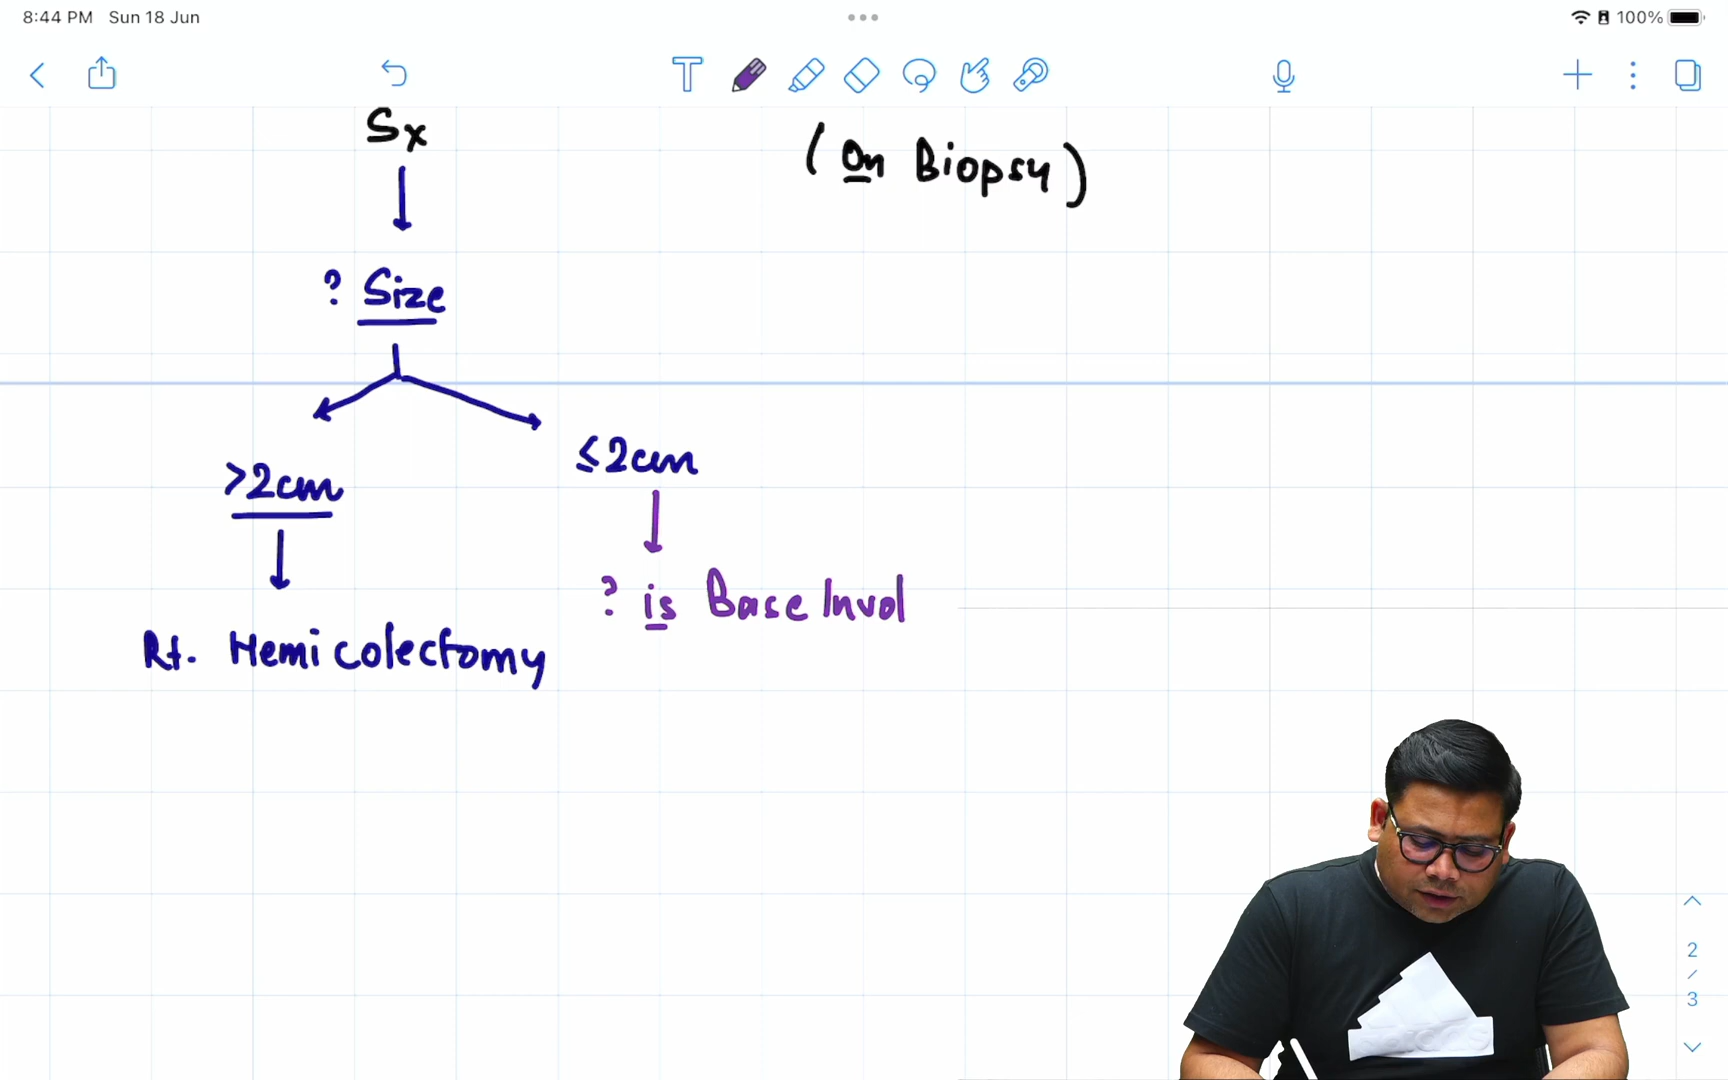 8:44 PM Sun 18 Jun
100%
Sx
(On Biopsy)
? Size
>2cm
≤2cm
? is Base Invol
Rt. Hemicolectomy
2
/
3